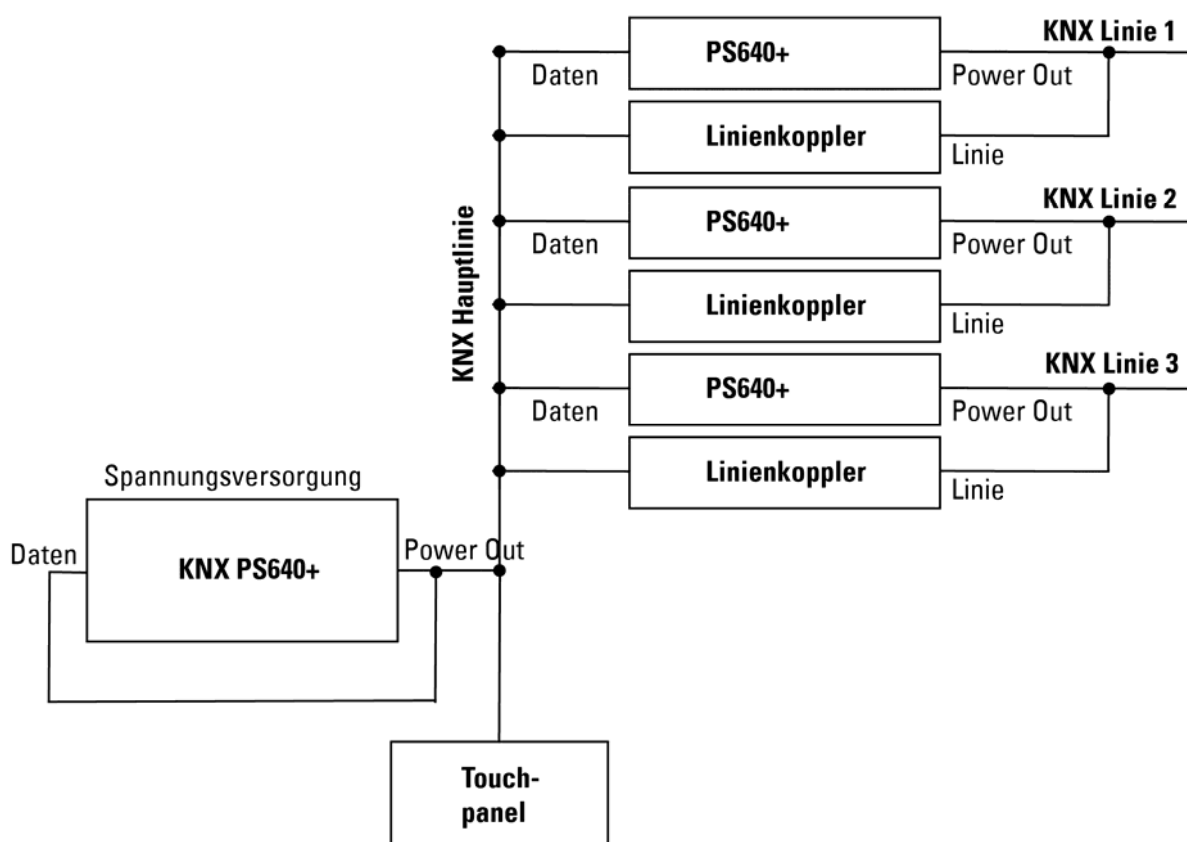 KNX Linie 1
PS640+
Daten
Power Out
Linienkoppler
Linie
KNX Linie 2
PS640+
Daten
Power Out
Linienkoppler
Linie
KNX Hauptlinie
KNX Linie 3
PS640+
Daten
Power Out
Linienkoppler
Linie
Spannungsversorgung
Daten
Power Out
KNX PS640+
Touch-
panel